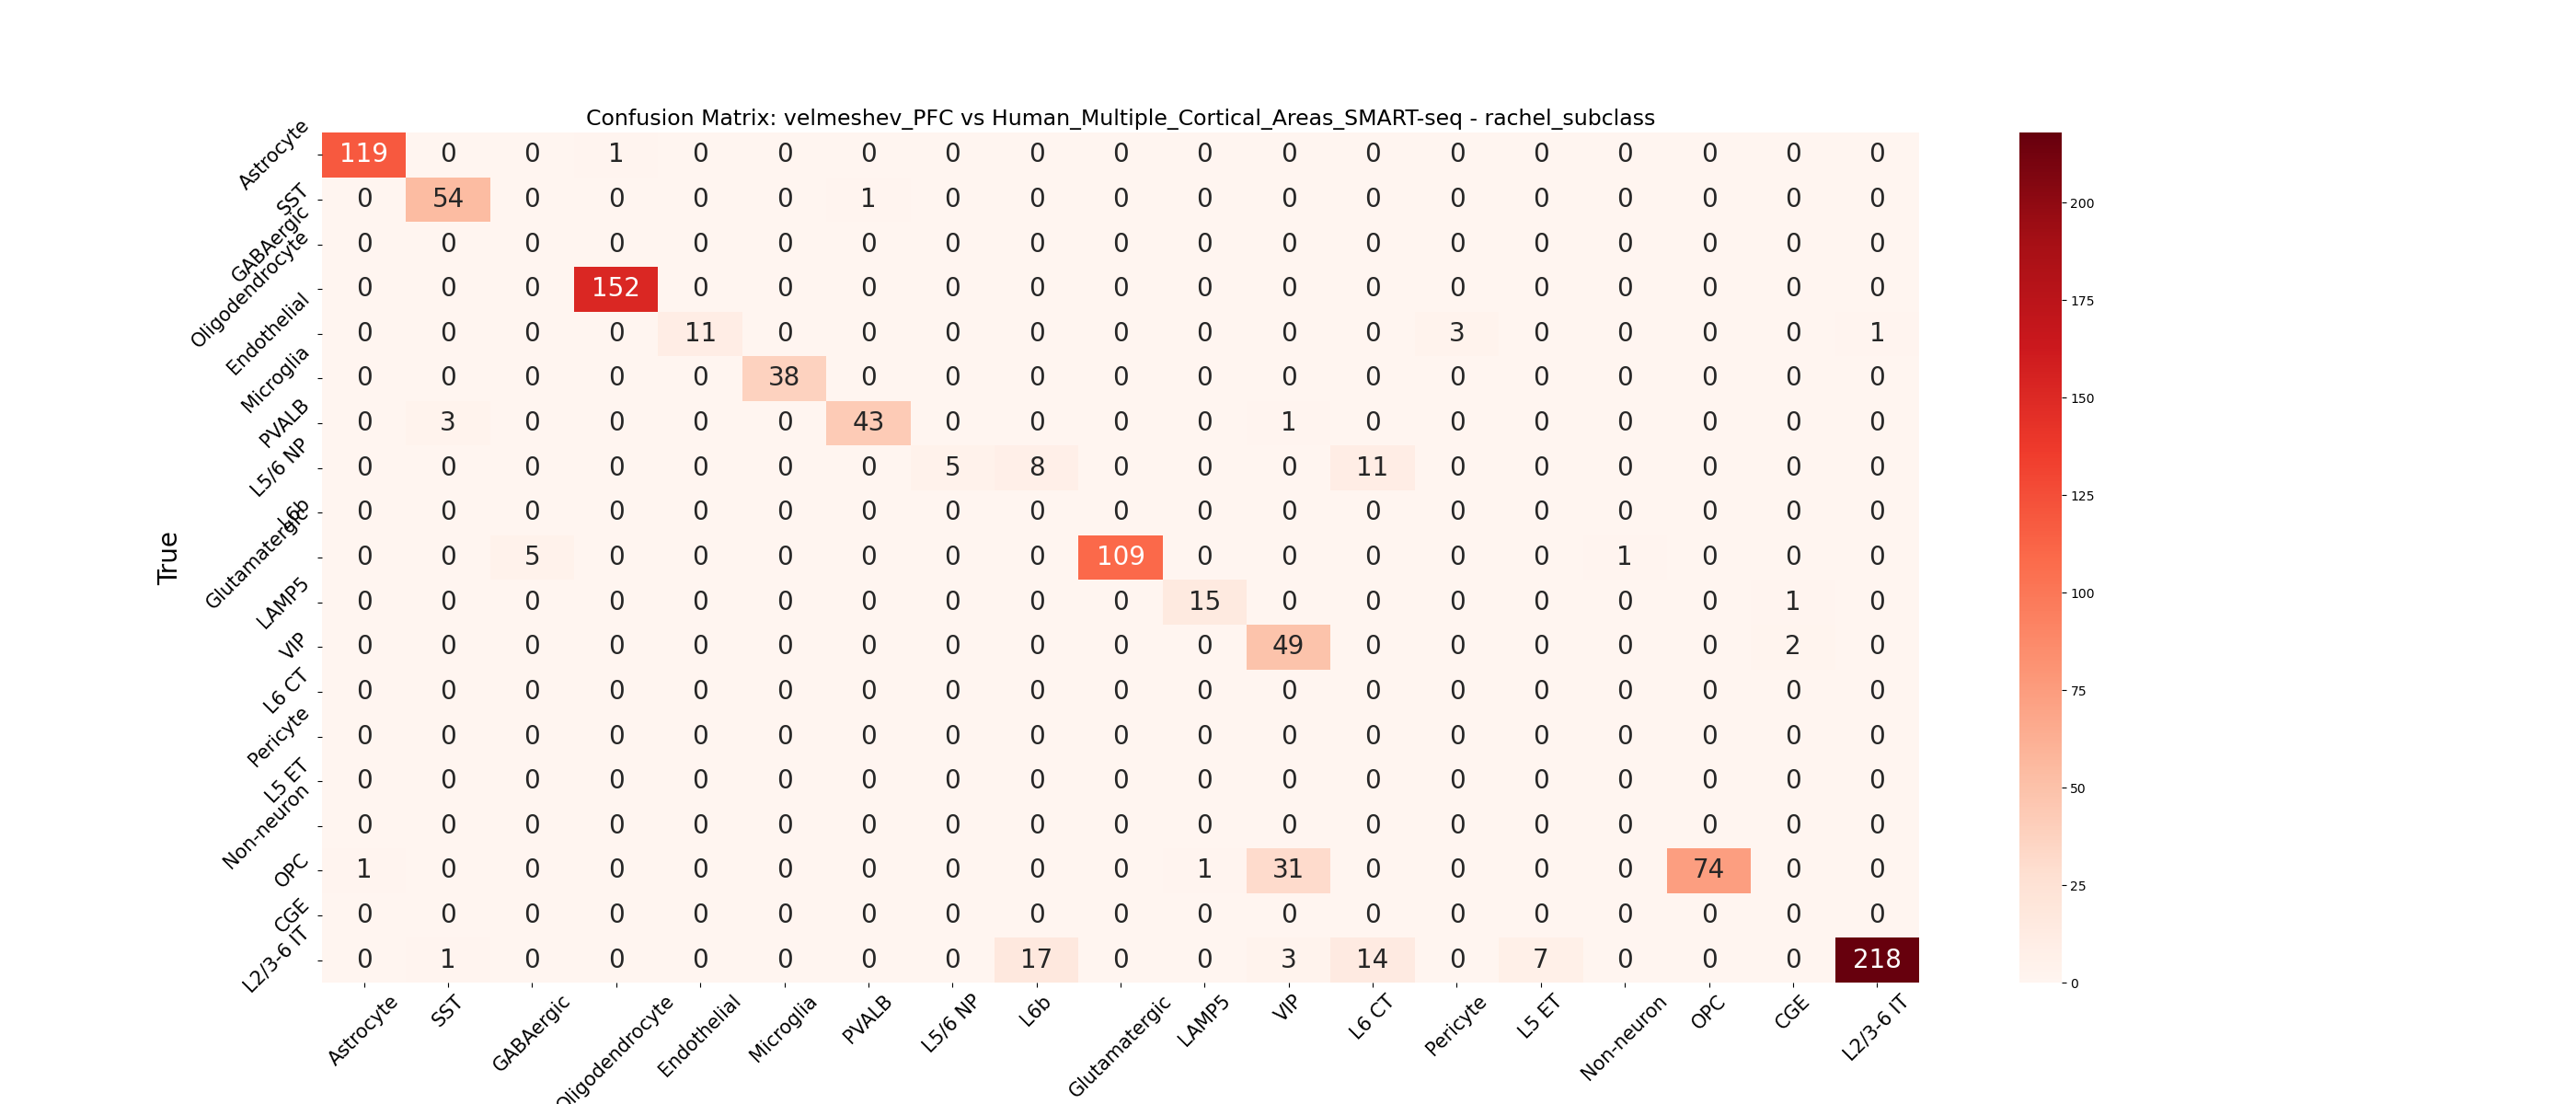 Confusion Matrix: velmeshev_PFC vs Human_Multiple_Cortical_Areas_SMART-seq - rachel_subclass
True
Astrocyte 119 0 0 1 0 0 0 0 0 0 0 0 0 0 0 0 0 0 0
SST 0 54 0 0 0 0 1 0 0 0 0 0 0 0 0 0 0 0 0
GABAergic 0 0 0 0 0 0 0 0 0 0 0 0 0 0 0 0 0 0 0
Oligodendrocyte 0 0 0 152 0 0 0 0 0 0 0 0 0 0 0 0 0 0 0
Endothelial 0 0 0 0 11 0 0 0 0 0 0 0 0 3 0 0 0 0 1
Microglia 0 0 0 0 0 38 0 0 0 0 0 0 0 0 0 0 0 0 0
PVALB 0 3 0 0 0 0 43 0 0 0 0 1 0 0 0 0 0 0 0
L5/6 NP 0 0 0 0 0 0 0 5 8 0 0 0 11 0 0 0 0 0 0
L6b 0 0 0 0 0 0 0 0 0 0 0 0 0 0 0 0 0 0 0
Glutamatergic 0 0 5 0 0 0 0 0 0 109 0 0 0 0 0 1 0 0 0
LAMP5 0 0 0 0 0 0 0 0 0 0 15 0 0 0 0 0 0 1 0
VIP 0 0 0 0 0 0 0 0 0 0 0 49 0 0 0 0 0 2 0
L6 CT 0 0 0 0 0 0 0 0 0 0 0 0 0 0 0 0 0 0 0
Pericyte 0 0 0 0 0 0 0 0 0 0 0 0 0 0 0 0 0 0 0
L5 ET 0 0 0 0 0 0 0 0 0 0 0 0 0 0 0 0 0 0 0
Non-neuron 0 0 0 0 0 0 0 0 0 0 0 0 0 0 0 0 0 0 0
OPC 1 0 0 0 0 0 0 0 0 0 1 31 0 0 0 0 74 0 0
CGE 0 0 0 0 0 0 0 0 0 0 0 0 0 0 0 0 0 0 0
L2/3-6 IT 0 1 0 0 0 0 0 0 17 0 0 3 14 0 7 0 0 0 218
Astrocyte SST GABAergic Oligodendrocyte Endothelial Microglia PVALB L5/6 NP L6b Glutamatergic LAMP5 VIP L6 CT Pericyte L5 ET Non-neuron OPC CGE L2/3-6 IT
200
175
150
125
100
75
50
25
0